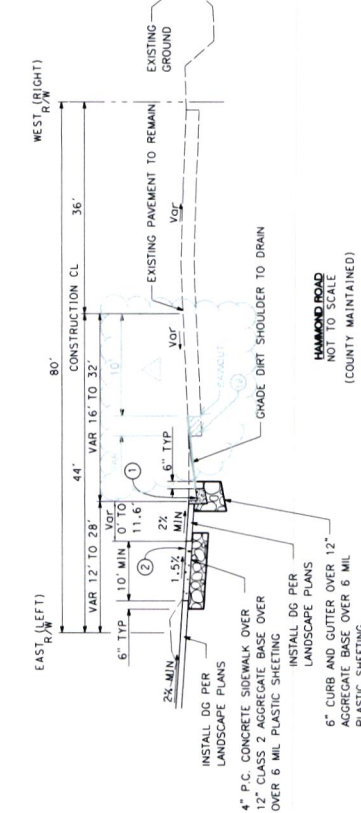 EAST (LEFT)
R/W
WEST (RIGHT)
R/W
80'
44'
CONSTRUCTION CL
36'
VAR 12' TO 28'
VAR 16' TO 32'
10' MIN
Var
0' TO
11.6'
10'
6" TYP
2
1
6" TYP
2% MIN
1.5%
2%
MIN
Var
Var
EXISTING PAVEMENT TO REMAIN
EXISTING
GROUND
INSTALL DG PER
LANDSCAPE PLANS
4" P.C. CONCRETE SIDEWALK OVER
12" CLASS 2 AGGREGATE BASE OVER
OVER 6 MIL PLASTIC SHEETING
INSTALL DG PER
LANDSCAPE PLANS
6" CURB AND GUTTER OVER 12"
AGGREGATE BASE OVER 6 MIL
PLASTIC SHEETING
GRADE DIRT SHOULDER TO DRAIN
HAMMOND ROAD
NOT TO SCALE
(COUNTY MAINTAINED)